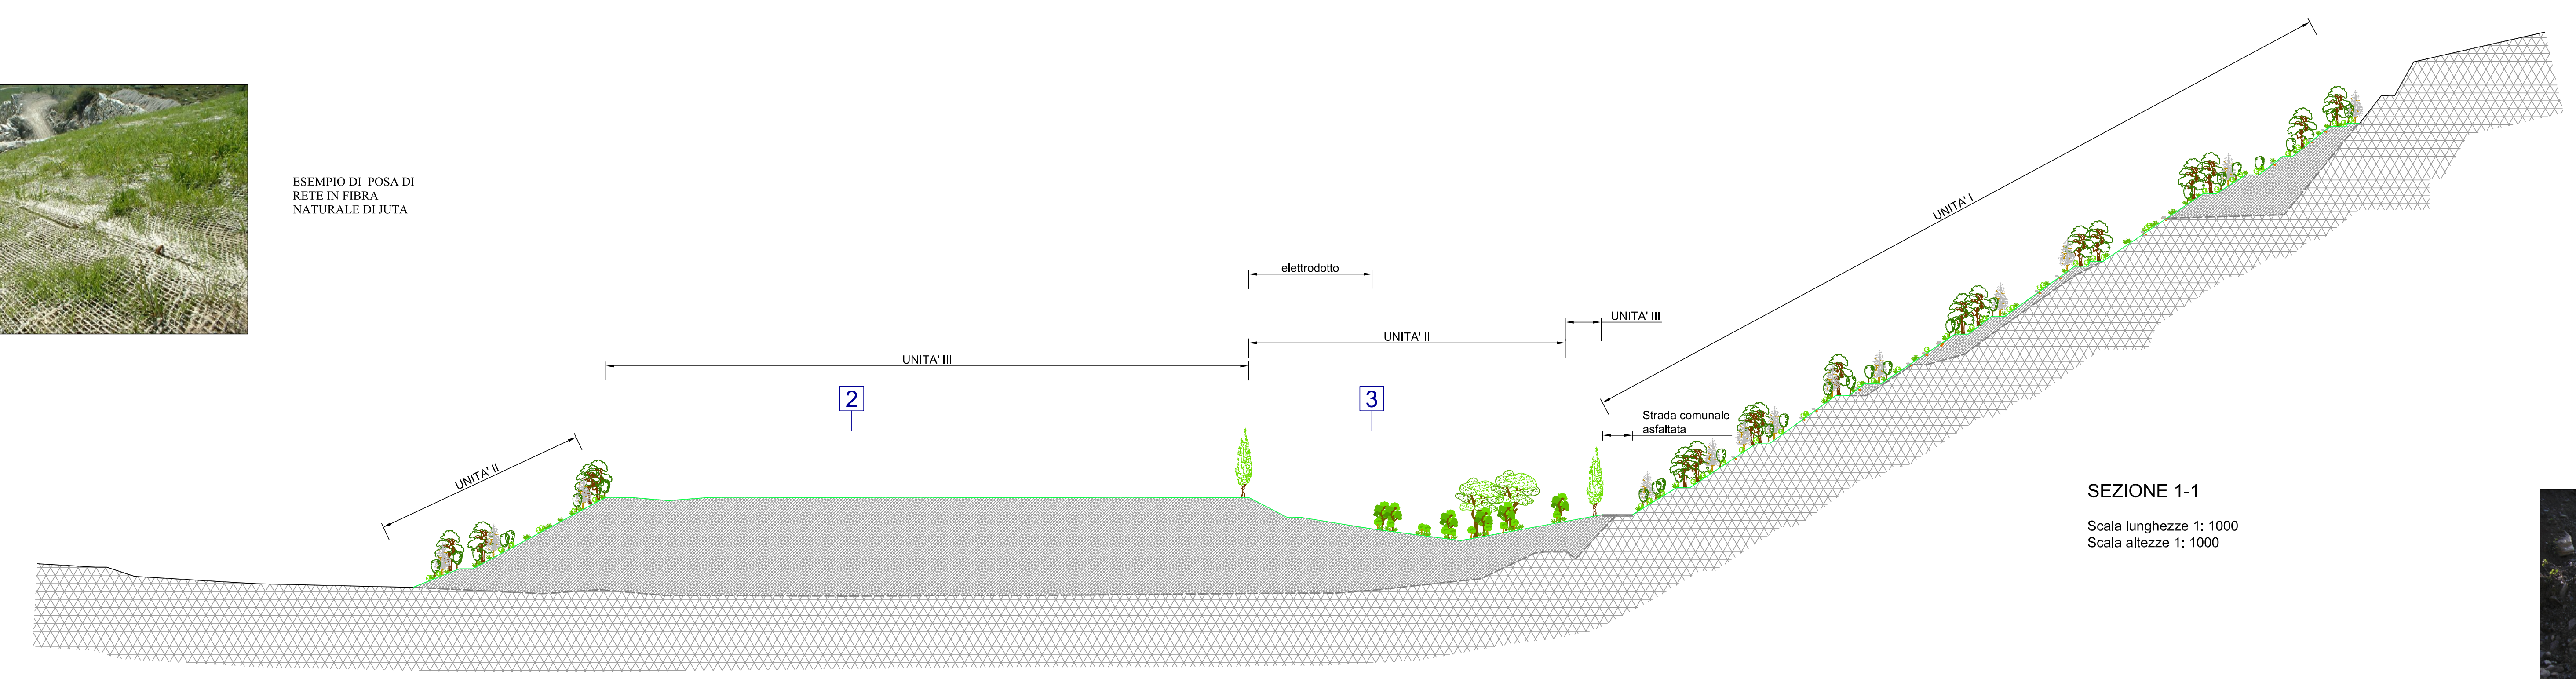 ESEMPIO DI POSA DI
RETE IN FIBRA
NATURALE DI JUTA
UNITA' I
elettrodotto
UNITA' III
UNITA' II
UNITA' III
2
3
Strada comunale
asfaltata
UNITA' II
SEZIONE 1-1
Scala lunghezze 1: 1000
Scala altezze 1: 1000